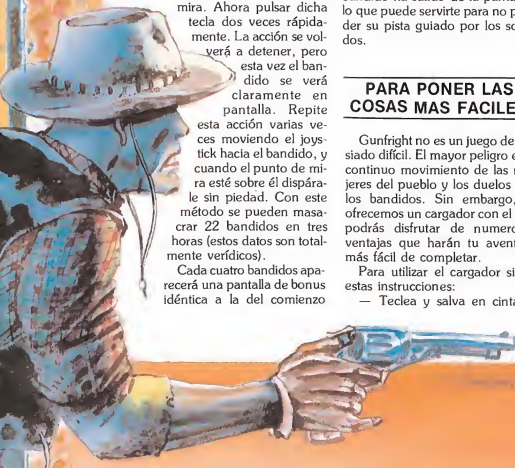 mira. Ahora pulsar dicha
tecla dos veces rápida-
mente. La acción se vol-
verá a detener, pero
esta vez el ban-
dido se verá
claramente en
pantalla. Repite
esta acción varias ve-
ces moviendo el joys-
tick hacia el bandido, y
cuando el punto de mi-
ra esté sobre él dispára-
le sin piedad. Con este
método se pueden masa-
crar 22 bandidos en tres
horas (estos datos son total-
mente verídicos).
Cada cuatro bandidos apa-
recerá una pantalla de bonus
idéntica a la del comienzo
lo que puede servirte para no p
der su pista guiado por los so
dos.
PARA PONER LAS
COSAS MAS FACILE
Gunfright no es un juego de
siado difícil. El mayor peligro e
continuo movimiento de las
jeres del pueblo y los duelos
los bandidos. Sin embargo,
ofrecemos un cargador con el
podrás disfrutar de numero
ventajas que harán tu aven
más fácil de completar.
Para utilizar el cargador si
estas instrucciones:
— Teclea y salva en cint